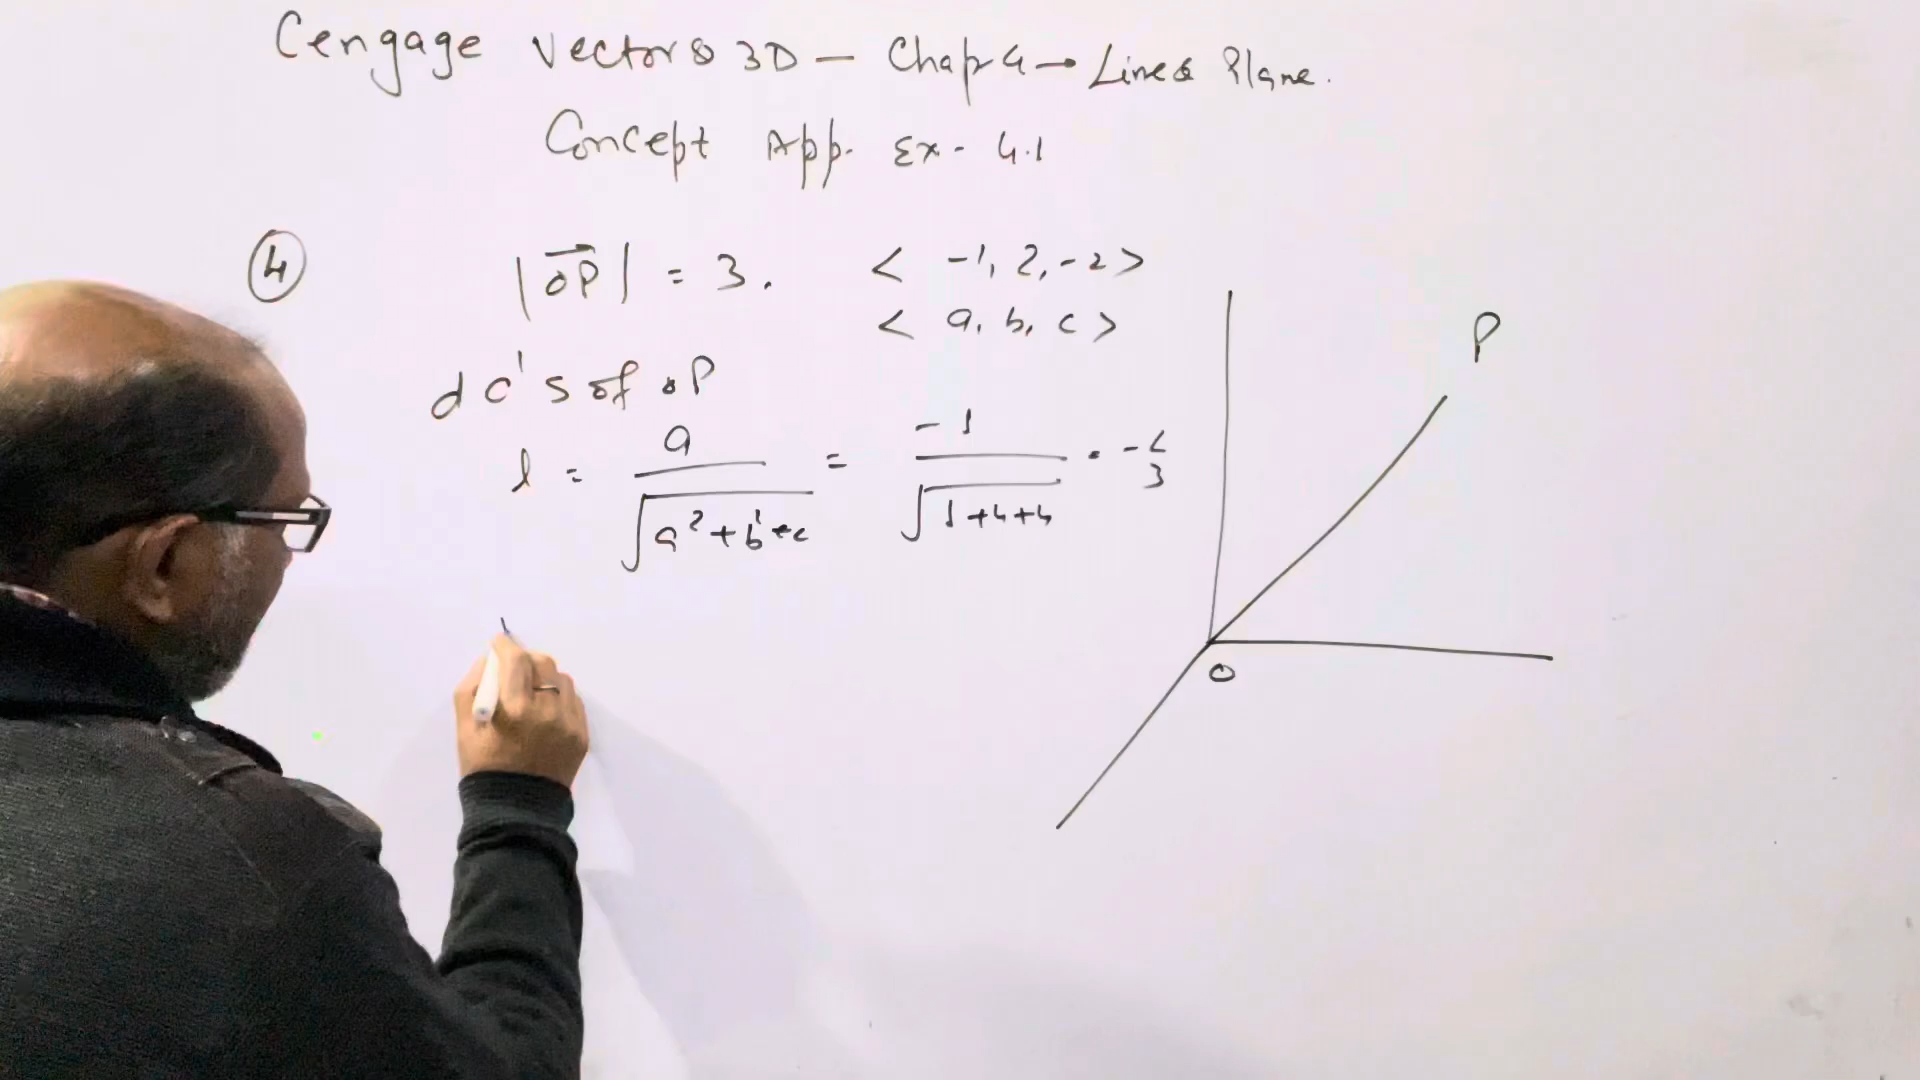 Cengage Vector & 3D — Chap 4 → Line & Plane.
Concept App. Ex - 4.1
4
|OP| = 3. < -1, 2, -2 >
< a, b, c >
dc's of OP
l = a / √(a² + b² + c) = -1 / √(1+4+4) = -1/3
P
O